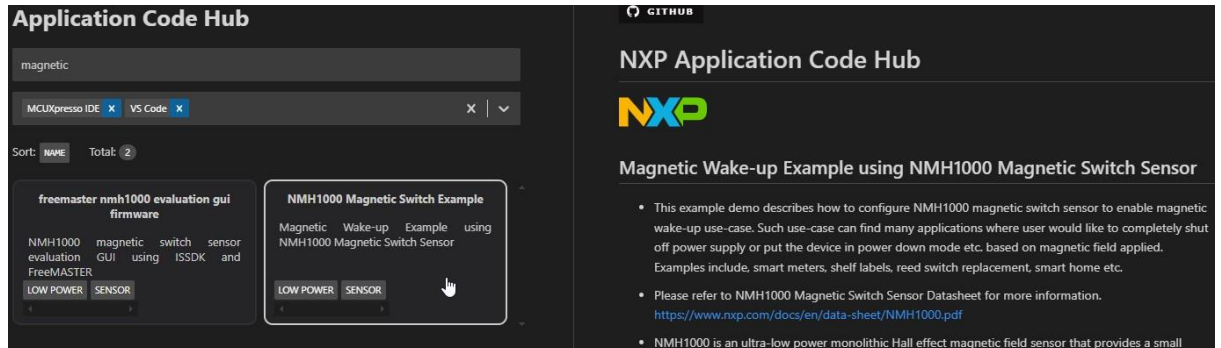 Application Code Hub
magnetic
MCUXpresso IDE x VS Code x
Sort: NAME Total: 2
freemaster nmh1000 evaluation gui
firmware
NMH1000 magnetic switch sensor
evaluation GUI using ISSDK and
FreeMASTER
LOW POWER SENSOR
NMH1000 Magnetic Switch Example
Magnetic Wake-up Example using
NMH1000 Magnetic Switch Sensor
LOW POWER SENSOR
GITHUB
NXP Application Code Hub
NXP
Magnetic Wake-up Example using NMH1000 Magnetic Switch Sensor
• This example demo describes how to configure NMH1000 magnetic switch sensor to enable magnetic
wake-up use-case. Such use-case can find many applications where user would like to completely shut
off power supply or put the device in power down mode etc. based on magnetic field applied.
Examples include, smart meters, shelf labels, reed switch replacement, smart home etc.
• Please refer to NMH1000 Magnetic Switch Sensor Datasheet for more information.
https://www.nxp.com/docs/en/data-sheet/NMH1000.pdf
• NMH1000 is an ultra-low power monolithic Hall effect magnetic field sensor that provides a small